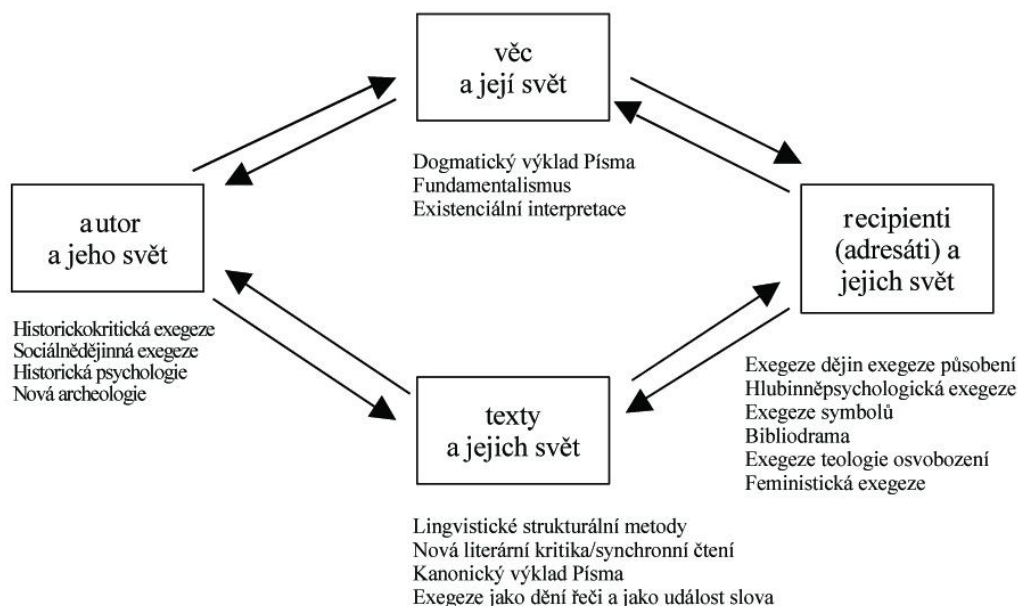 věc
a její svět
Dogmatický výklad Písma
Fundamentalismus
Existenciální interpretace
autor
a jeho svět
Historickokritická exegeze
Sociálnědějinná exegeze
Historická psychologie
Nová archeologie
recipienti
(adresáti) a
jejich svět
Exegeze dějin exegeze působení
Hlubinněpsychologická exegeze
Exegeze symbolů
Bibliodrama
Exegeze teologie osvobození
Feministická exegeze
texty
a jejich svět
Lingvistické strukturální metody
Nová literární kritika/synchronní čtení
Kanonický výklad Písma
Exegeze jako dění řeči a jako událost slova